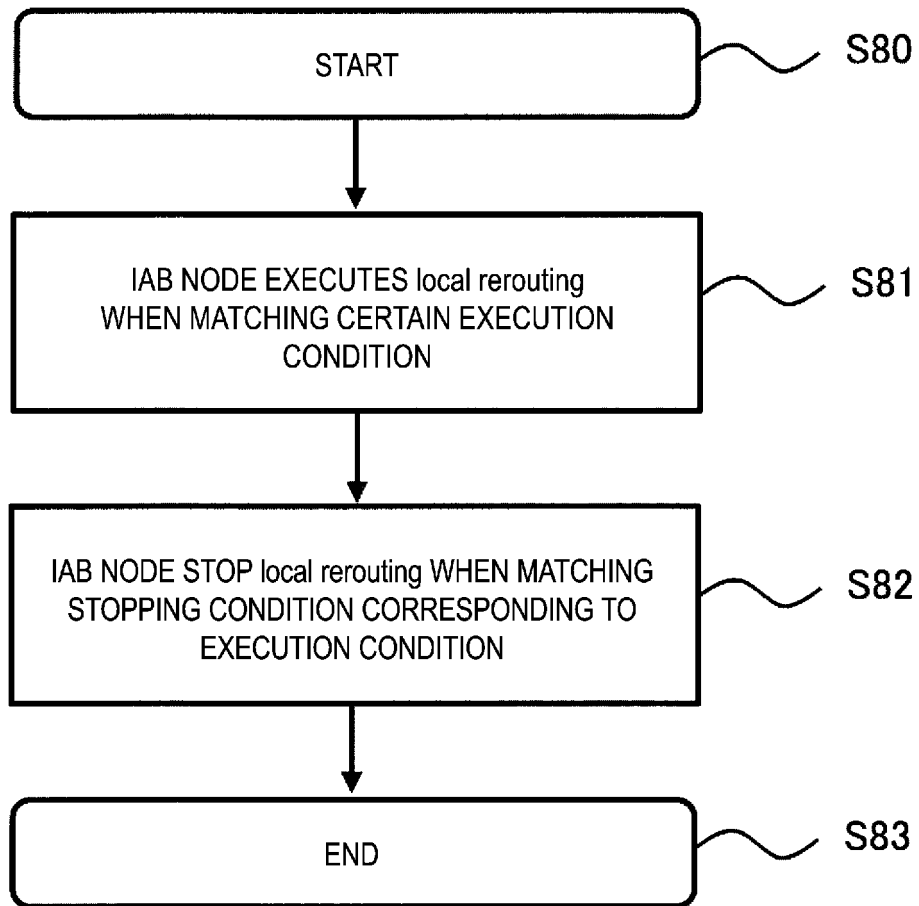 START
S80
IAB NODE EXECUTES local rerouting
WHEN MATCHING CERTAIN EXECUTION
CONDITION
S81
IAB NODE STOP local rerouting WHEN MATCHING
STOPPING CONDITION CORRESPONDING TO
EXECUTION CONDITION
S82
END
S83